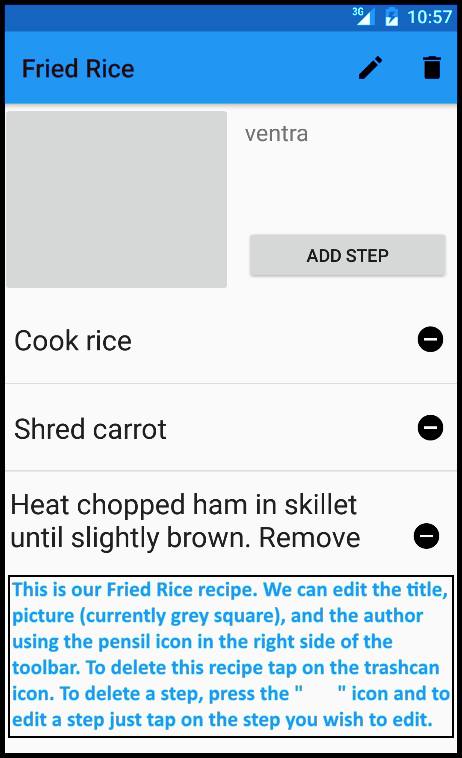 3G 10:57
Fried Rice
ventra
ADD STEP
Cook rice
Shred carrot
Heat chopped ham in skillet
until slightly brown. Remove
This is our Fried Rice recipe. We can edit the title,
picture (currently grey square), and the author
using the pensil icon in the right side of the
toolbar. To delete this recipe tap on the trashcan
icon. To delete a step, press the " " icon and to
edit a step just tap on the step you wish to edit.